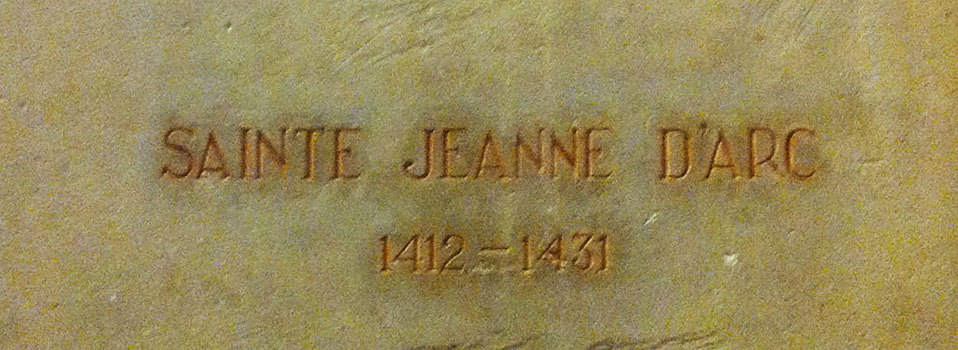 SAINTE JEANNE D'ARC
1412-1431